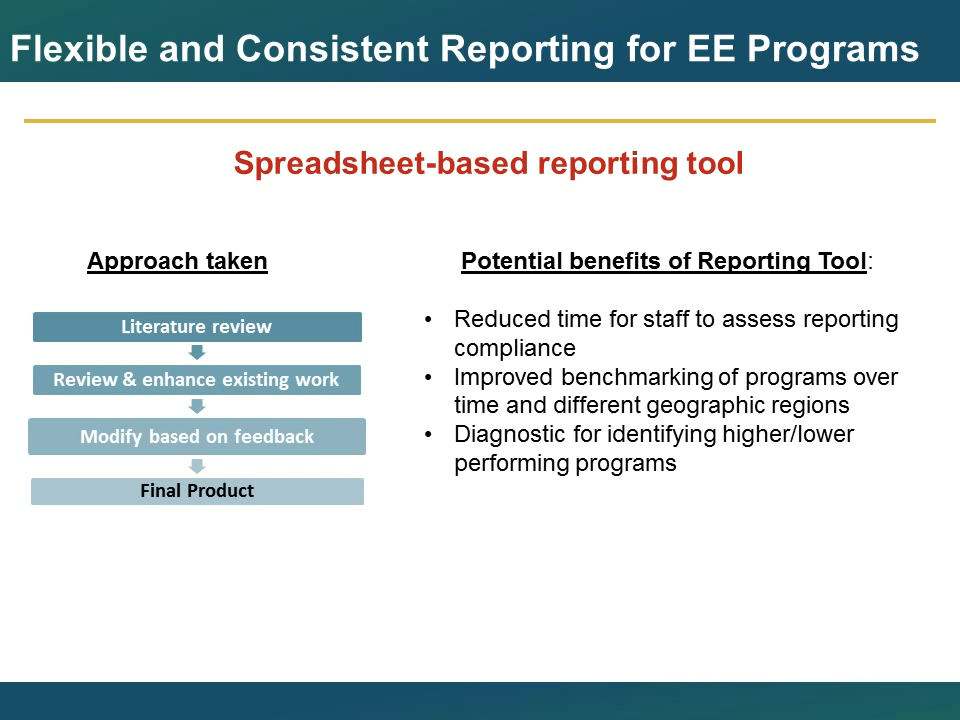 Flexible and Consistent Reporting for EE Programs
Spreadsheet-based reporting tool
Approach taken
Literature review
Review & enhance existing work
Modify based on feedback
Final Product
Potential benefits of Reporting Tool:
• Reduced time for staff to assess reporting
compliance
• Improved benchmarking of programs over
time and different geographic regions
• Diagnostic for identifying higher/lower
performing programs